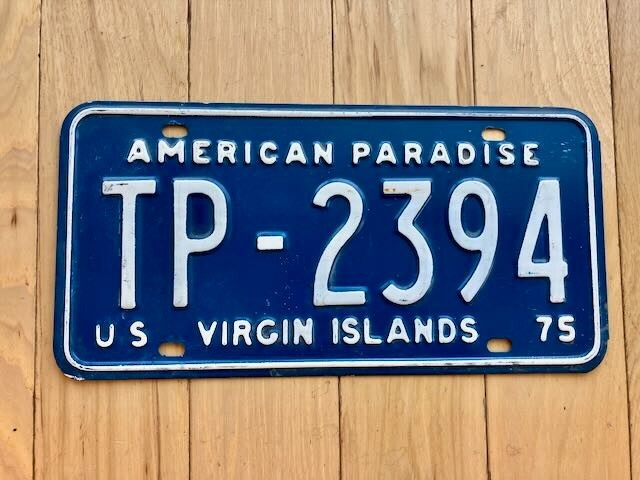 AMERICAN PARADISE
TP-2394
US VIRGIN ISLANDS 75